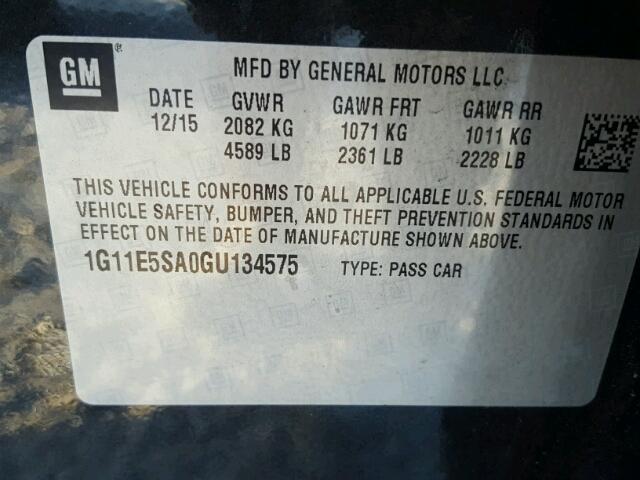 GM
MFD BY GENERAL MOTORS LLC
DATE GVWR GAWR FRT GAWR RR
12/15 2082 KG 1071 KG 1011 KG
4589 LB 2361 LB 2228 LB
THIS VEHICLE CONFORMS TO ALL APPLICABLE U.S. FEDERAL MOTOR
VEHICLE SAFETY, BUMPER, AND THEFT PREVENTION STANDARDS
IN EFFECT ON THE DATE OF MANUFACTURE SHOWN ABOVE.
1G11E5SA0GU134575 TYPE: PASS CAR